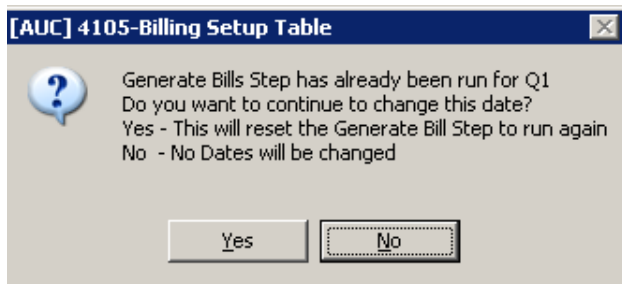 [AUC] 4105-Billing Setup Table
Generate Bills Step has already been run for Q1
Do you want to continue to change this date?
Yes - This will reset the Generate Bill Step to run again
No - No Dates will be changed
Yes
No